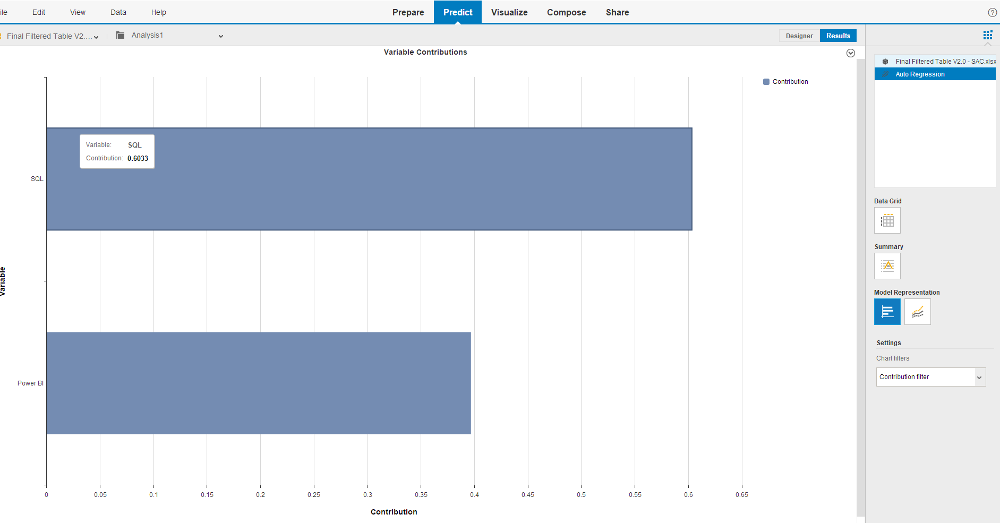 ile Edit View Data Help Prepare Predict Visualize Compose Share ?
Final Filtered Table V2.... Analysis1 Designer Results
Variable Contributions
Contribution
Variable: SQL
Contribution: 0.6033
SQL
Power BI
Variable
0 0.05 0.1 0.15 0.2 0.25 0.3 0.35 0.4 0.45 0.5 0.55 0.6 0.65
Contribution
Final Filtered Table V2.0 - SAC.xlsx
Auto Regression
Data Grid
Summary
Model Representation
Settings
Chart filters
Contribution filter